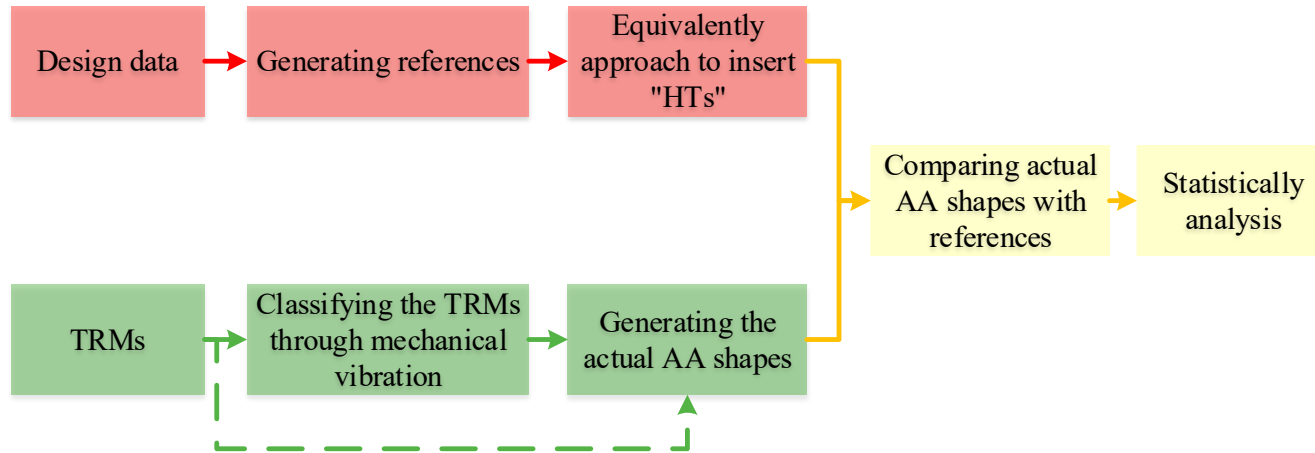 Design data
Generating references
Equivalently
approach to insert
"HTs"
Comparing actual
AA shapes with
references
Statistically
analysis
TRMs
Classifying the TRMs
through mechanical
vibration
Generating the
actual AA shapes